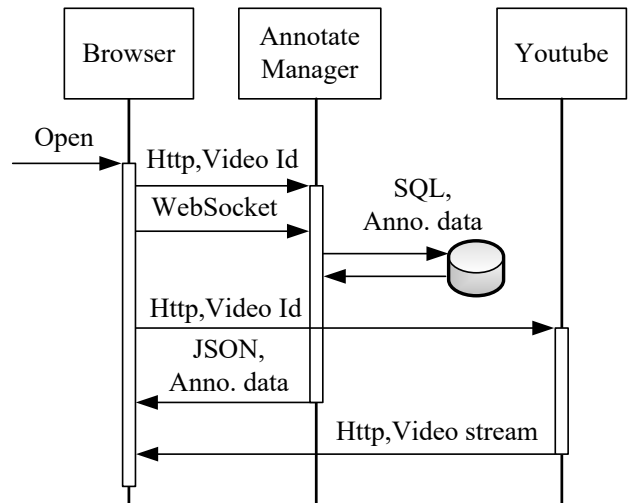 Browser
Annotate
Manager
Youtube
Open
Http,Video Id
WebSocket
SQL,
Anno. data
Http,Video Id
JSON,
Anno. data
Http,Video stream